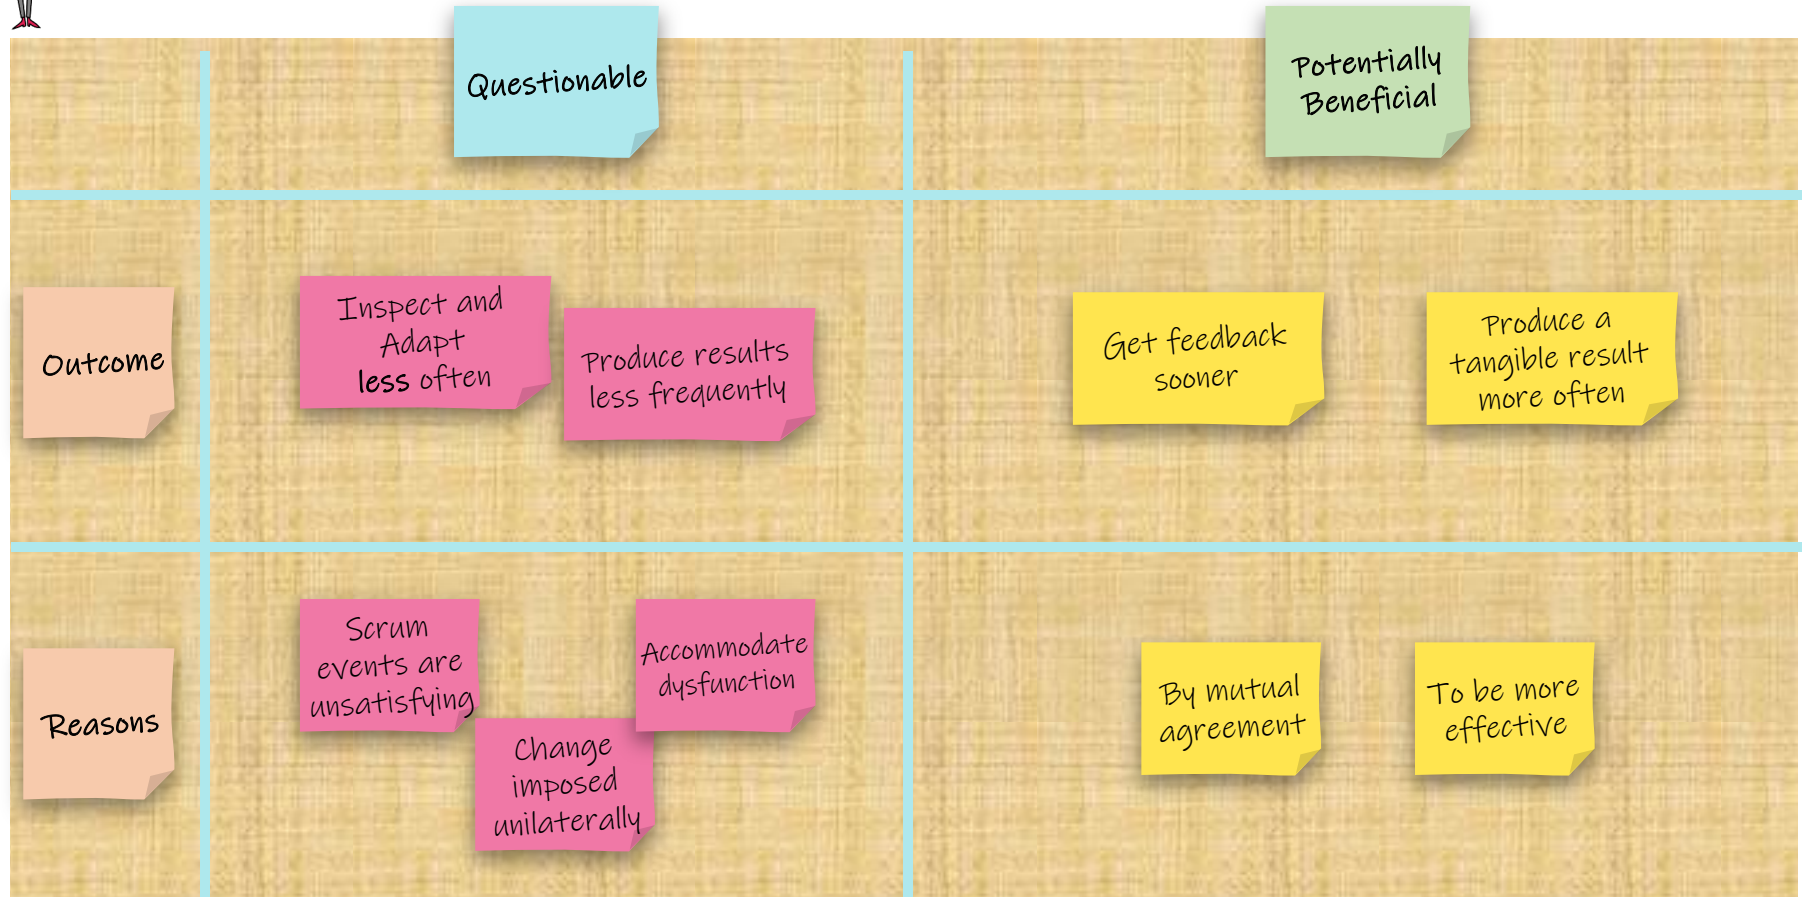 Questionable
Potentially
Beneficial
Outcome
Inspect and
Adapt
less often
Produce results
less frequently
Get feedback
sooner
Produce a
tangible result
more often
Reasons
Scrum
events are
unsatisfying
Change
imposed
unilaterally
Accommodate
dysfunction
By mutual
agreement
To be more
effective